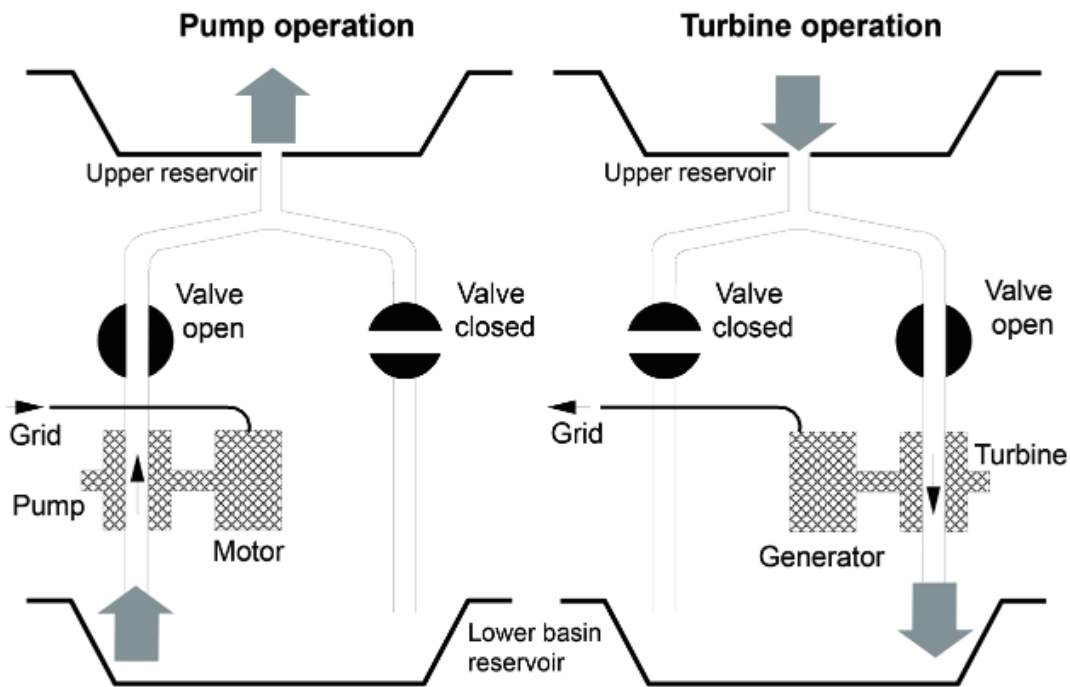 Pump operation
Turbine operation
Upper reservoir
Upper reservoir
Valve
open
Valve
closed
Valve
closed
Valve
open
Grid
Grid
Pump
Motor
Turbine
Generator
Lower basin
reservoir